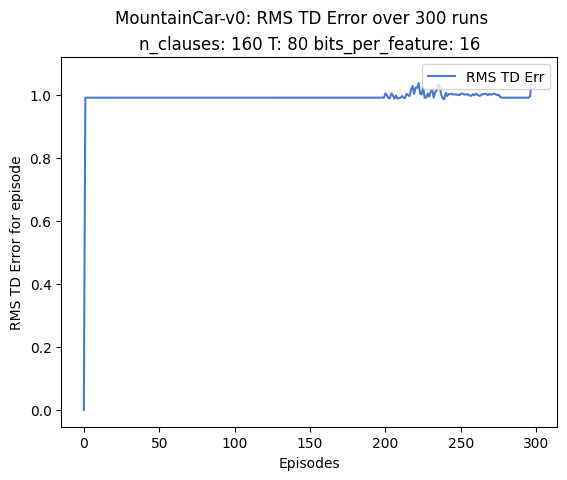 MountainCar-v0: RMS TD Error over 300 runs
n_clauses: 160 T: 80 bits_per_feature: 16
RMS TD Err
1.0
0.8
0.6
0.4
0.2
0.0
RMS TD Error for episode
0 50 100 150 200 250 300
Episodes